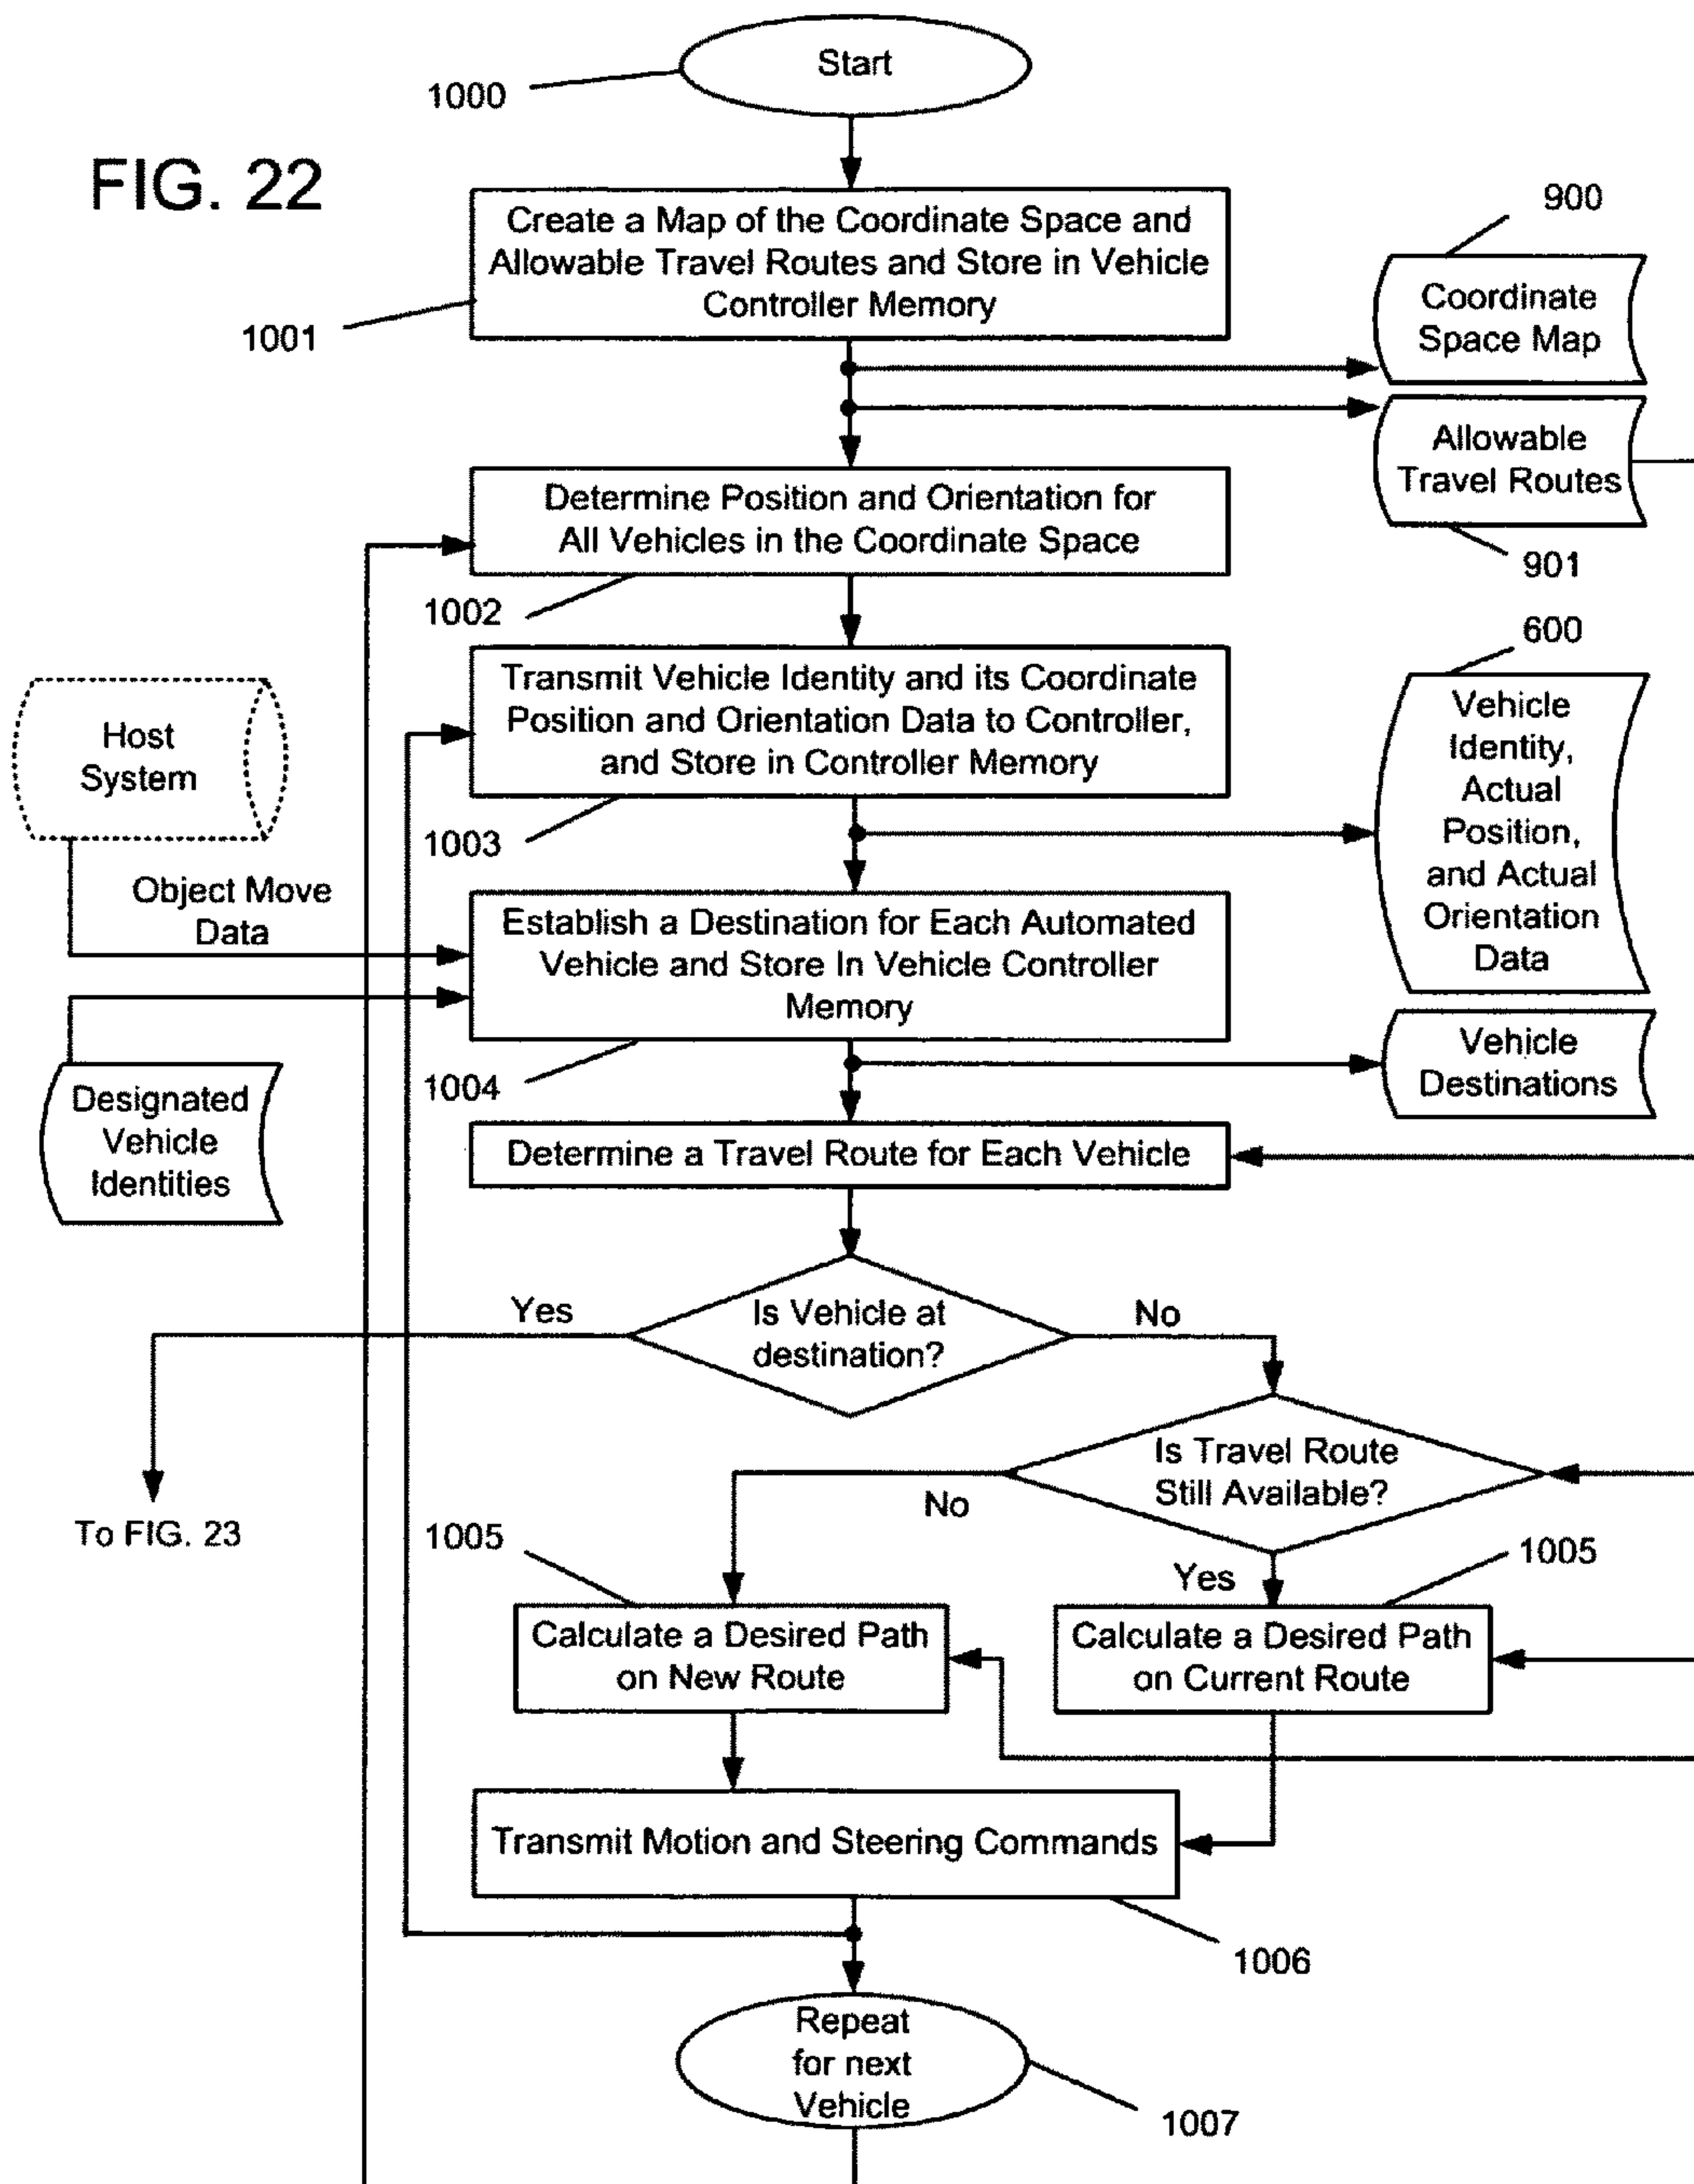 Start
1000
FIG. 22
Create a Map of the Coordinate Space and
Allowable Travel Routes and Store in Vehicle
Controller Memory
1001
900
Coordinate
Space Map
Allowable
Travel Routes
901
Determine Position and Orientation for
All Vehicles in the Coordinate Space
1002
600
Transmit Vehicle Identity and its Coordinate
Position and Orientation Data to Controller,
and Store in Controller Memory
1003
Vehicle
Identity,
Actual
Position,
and Actual
Orientation
Data
Host
System
Object Move
Data
Establish a Destination for Each Automated
Vehicle and Store In Vehicle Controller
Memory
1004
Vehicle
Destinations
Designated
Vehicle
Identities
Determine a Travel Route for Each Vehicle
Is Vehicle at
destination?
Yes
No
To FIG. 23
Is Travel Route
Still Available?
No
Yes
1005
1005
Calculate a Desired Path
on New Route
Calculate a Desired Path
on Current Route
Transmit Motion and Steering Commands
1006
Repeat
for next
Vehicle
1007